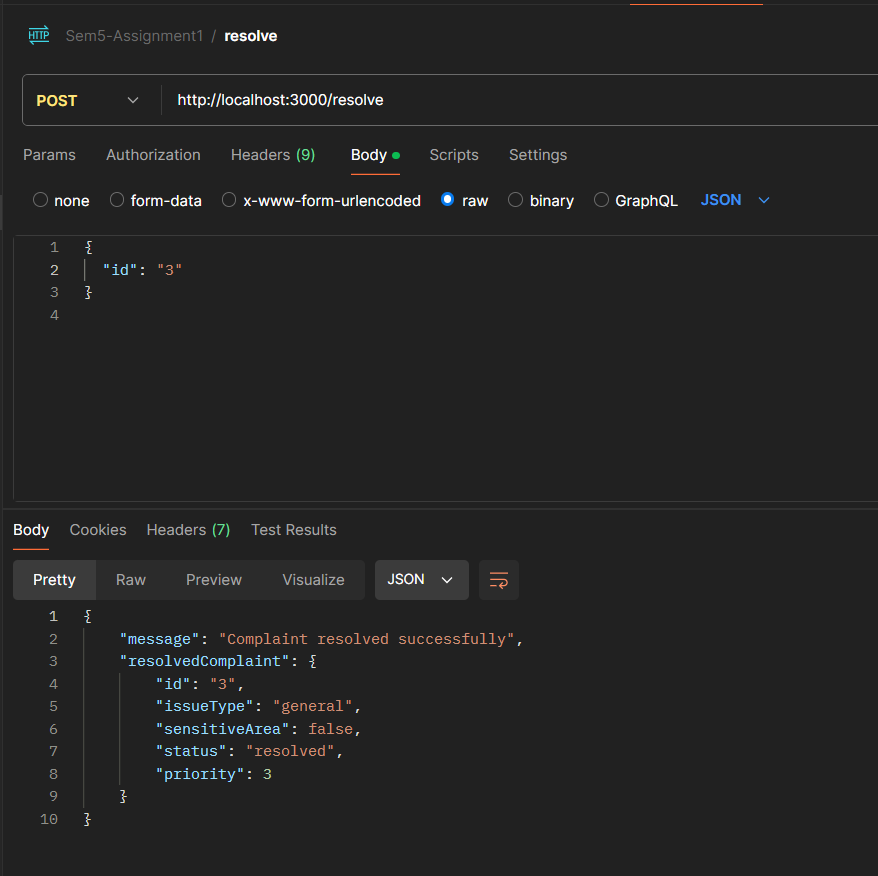 HTTP Sem5-Assignment1 / resolve
POST http://localhost:3000/resolve
Params Authorization Headers (9) Body Scripts Settings
none form-data x-www-form-urlencoded raw binary GraphQL JSON
1 {
2 "id": "3"
3 }
4
Body Cookies Headers (7) Test Results
Pretty Raw Preview Visualize JSON
1 {
2 "message": "Complaint resolved successfully",
3 "resolvedComplaint": {
4 "id": "3",
5 "issueType": "general",
6 "sensitiveArea": false,
7 "status": "resolved",
8 "priority": 3
9 }
10 }